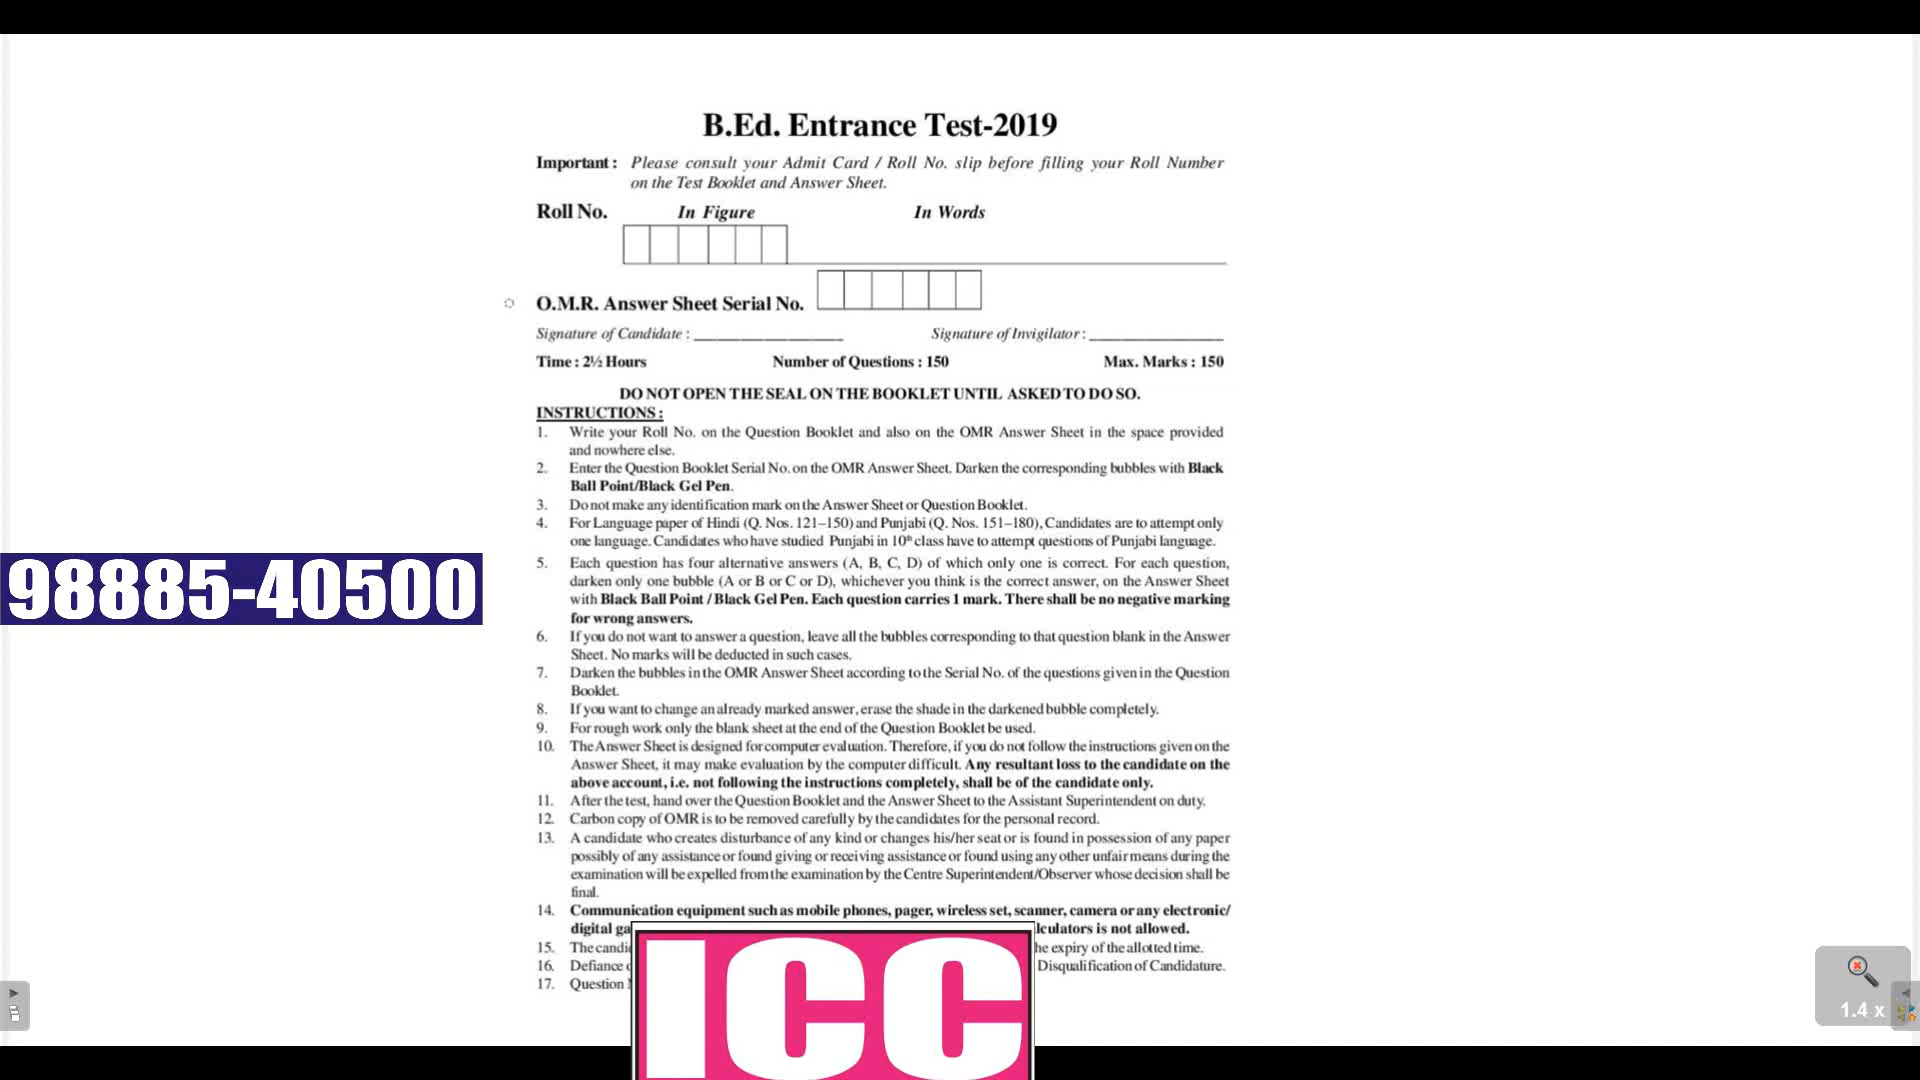 B.Ed. Entrance Test-2019
Important : Please consult your Admit Card / Roll No. slip before filling your Roll Number
on the Test Booklet and Answer Sheet.
Roll No. In Figure In Words
O.M.R. Answer Sheet Serial No.
Signature of Candidate : Signature of Invigilator :
Time : 2½ Hours Number of Questions : 150 Max. Marks : 150
DO NOT OPEN THE SEAL ON THE BOOKLET UNTIL ASKED TO DO SO.
INSTRUCTIONS :
1. Write your Roll No. on the Question Booklet and also on the OMR Answer Sheet in the space provided
and nowhere else.
2. Enter the Question Booklet Serial No. on the OMR Answer Sheet. Darken the corresponding bubbles with Black
Ball Point/Black Gel Pen.
3. Do not make any identification mark on the Answer Sheet or Question Booklet.
4. For Language paper of Hindi (Q. Nos. 121–150) and Punjabi (Q. Nos. 151–180), Candidates are to attempt only
one language. Candidates who have studied Punjabi in 10th class have to attempt questions of Punjabi language.
5. Each question has four alternative answers (A, B, C, D) of which only one is correct. For each question,
darken only one bubble (A or B or C or D), whichever you think is the correct answer, on the Answer Sheet
with Black Ball Point / Black Gel Pen. Each question carries 1 mark. There shall be no negative marking
for wrong answers.
6. If you do not want to answer a question, leave all the bubbles corresponding to that question blank in the Answer
Sheet. No marks will be deducted in such cases.
7. Darken the bubbles in the OMR Answer Sheet according to the Serial No. of the questions given in the Question
Booklet.
8. If you want to change an already marked answer, erase the shade in the darkened bubble completely.
9. For rough work only the blank sheet at the end of the Question Booklet be used.
10. The Answer Sheet is designed for computer evaluation. Therefore, if you do not follow the instructions given on the
Answer Sheet, it may make evaluation by the computer difficult. Any resultant loss to the candidate on the
above account, i.e. not following the instructions completely, shall be of the candidate only.
11. After the test, hand over the Question Booklet and the Answer Sheet to the Assistant Superintendent on duty.
12. Carbon copy of OMR is to be removed carefully by the candidates for the personal record.
13. A candidate who creates disturbance of any kind or changes his/her seat or is found in possession of any paper
possibly of any assistance or found giving or receiving assistance or found using any other unfair means during the
examination will be expelled from the examination by the Centre Superintendent/Observer whose decision shall be
final.
14. Communication equipment such as mobile phones, pager, wireless set, scanner, camera or any electronic/
digital is not allowed.
15. The expiry of the allotted time.
16. Defiance Disqualification of Candidature.
17. Question
98885-40500
ICC
1.4 x